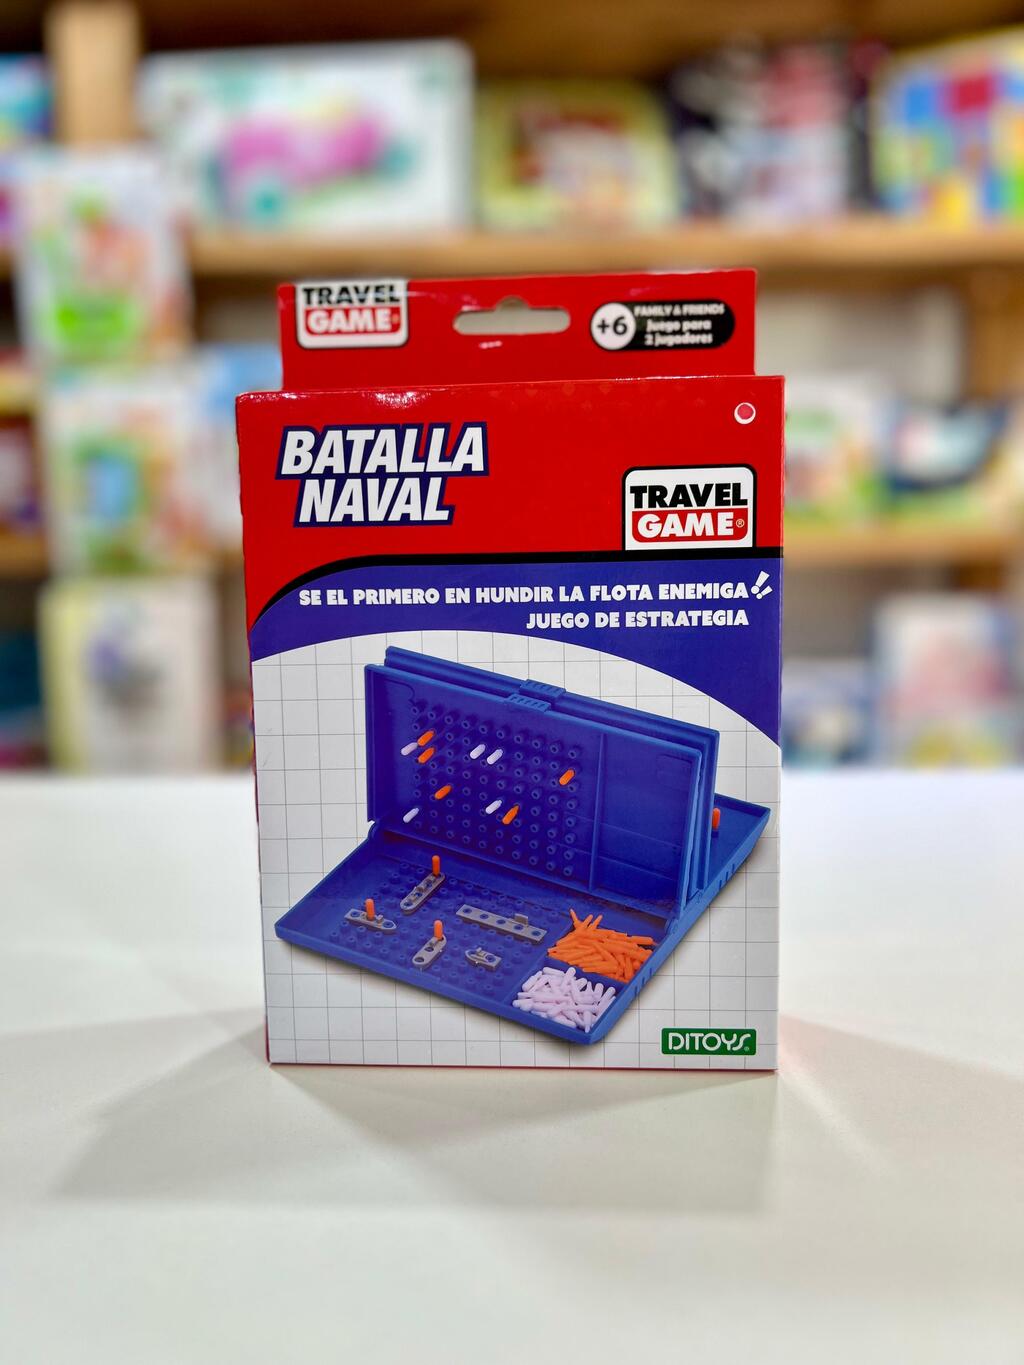 TRAVEL
GAME®
+6
FAMILY & FRIENDS
Juego para
2 jugadores
BATALLA
NAVAL
TRAVEL
GAME®
SE EL PRIMERO EN HUNDIR LA FLOTA ENEMIGA!
JUEGO DE ESTRATEGIA
DITOYS®